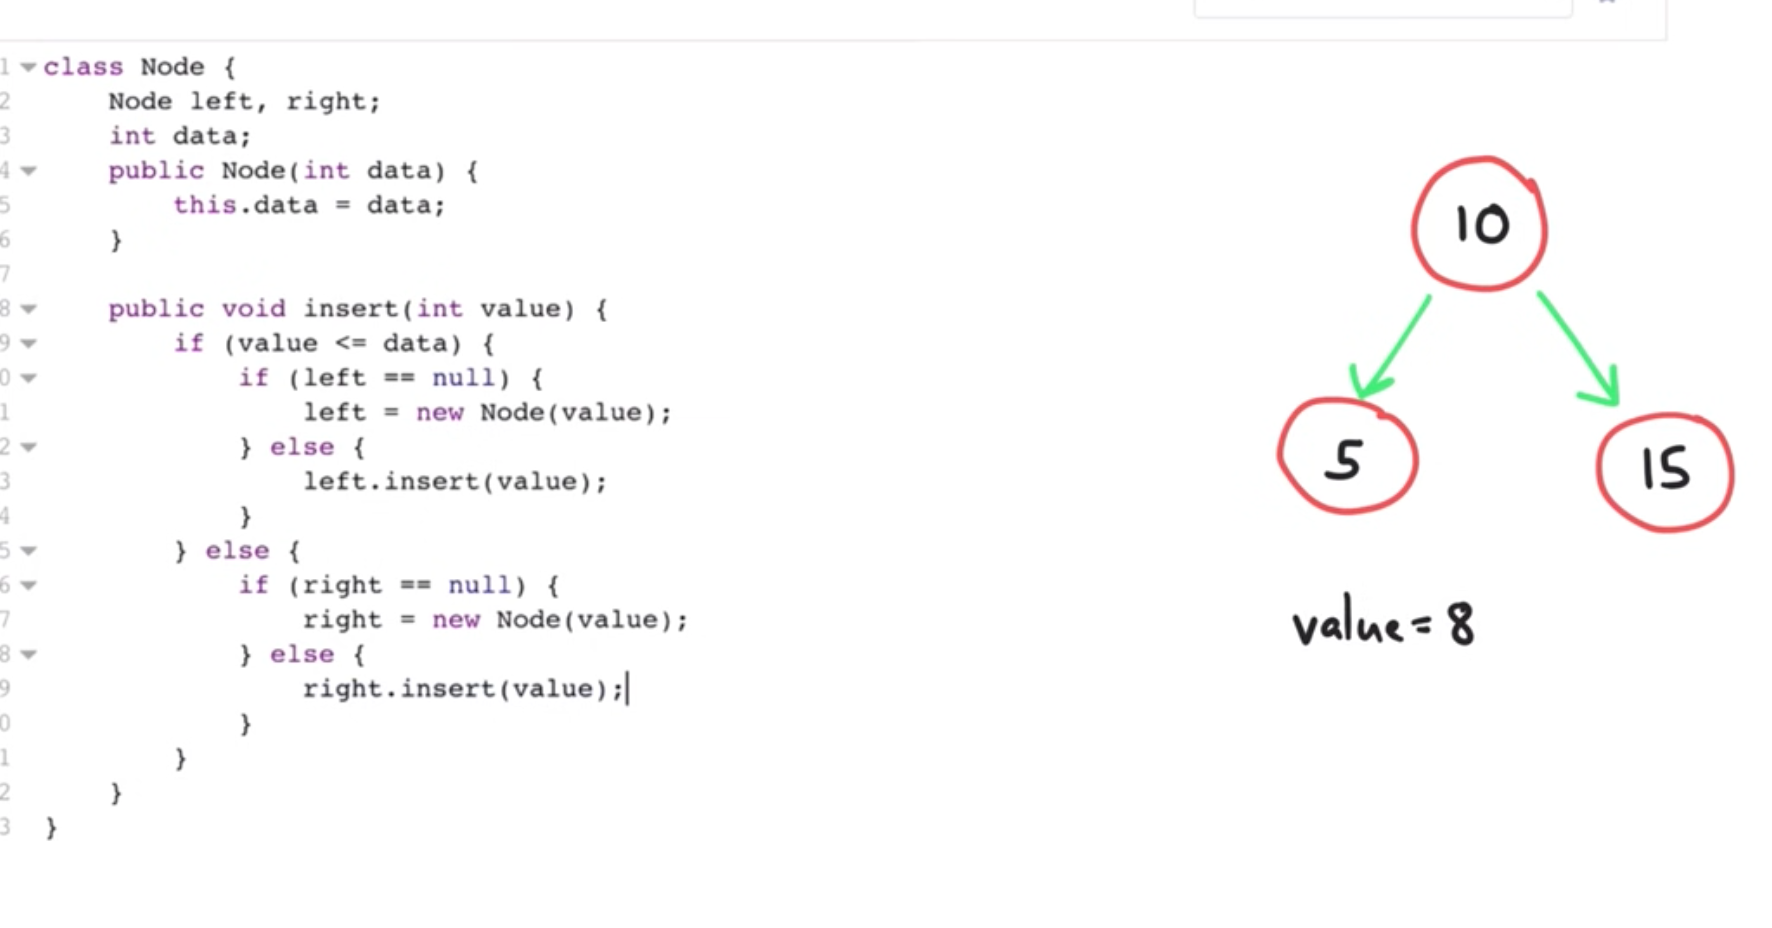 1 class Node {
2 Node left, right;
3 int data;
4 public Node(int data) {
5 this.data = data;
6 }
7
8 public void insert(int value) {
9 if (value <= data) {
0 if (left == null) {
1 left = new Node(value);
2 } else {
3 left.insert(value);
4 }
5 } else {
6 if (right == null) {
7 right = new Node(value);
8 } else {
9 right.insert(value);
0 }
1 }
2 }
3 }
10
5
15
value = 8